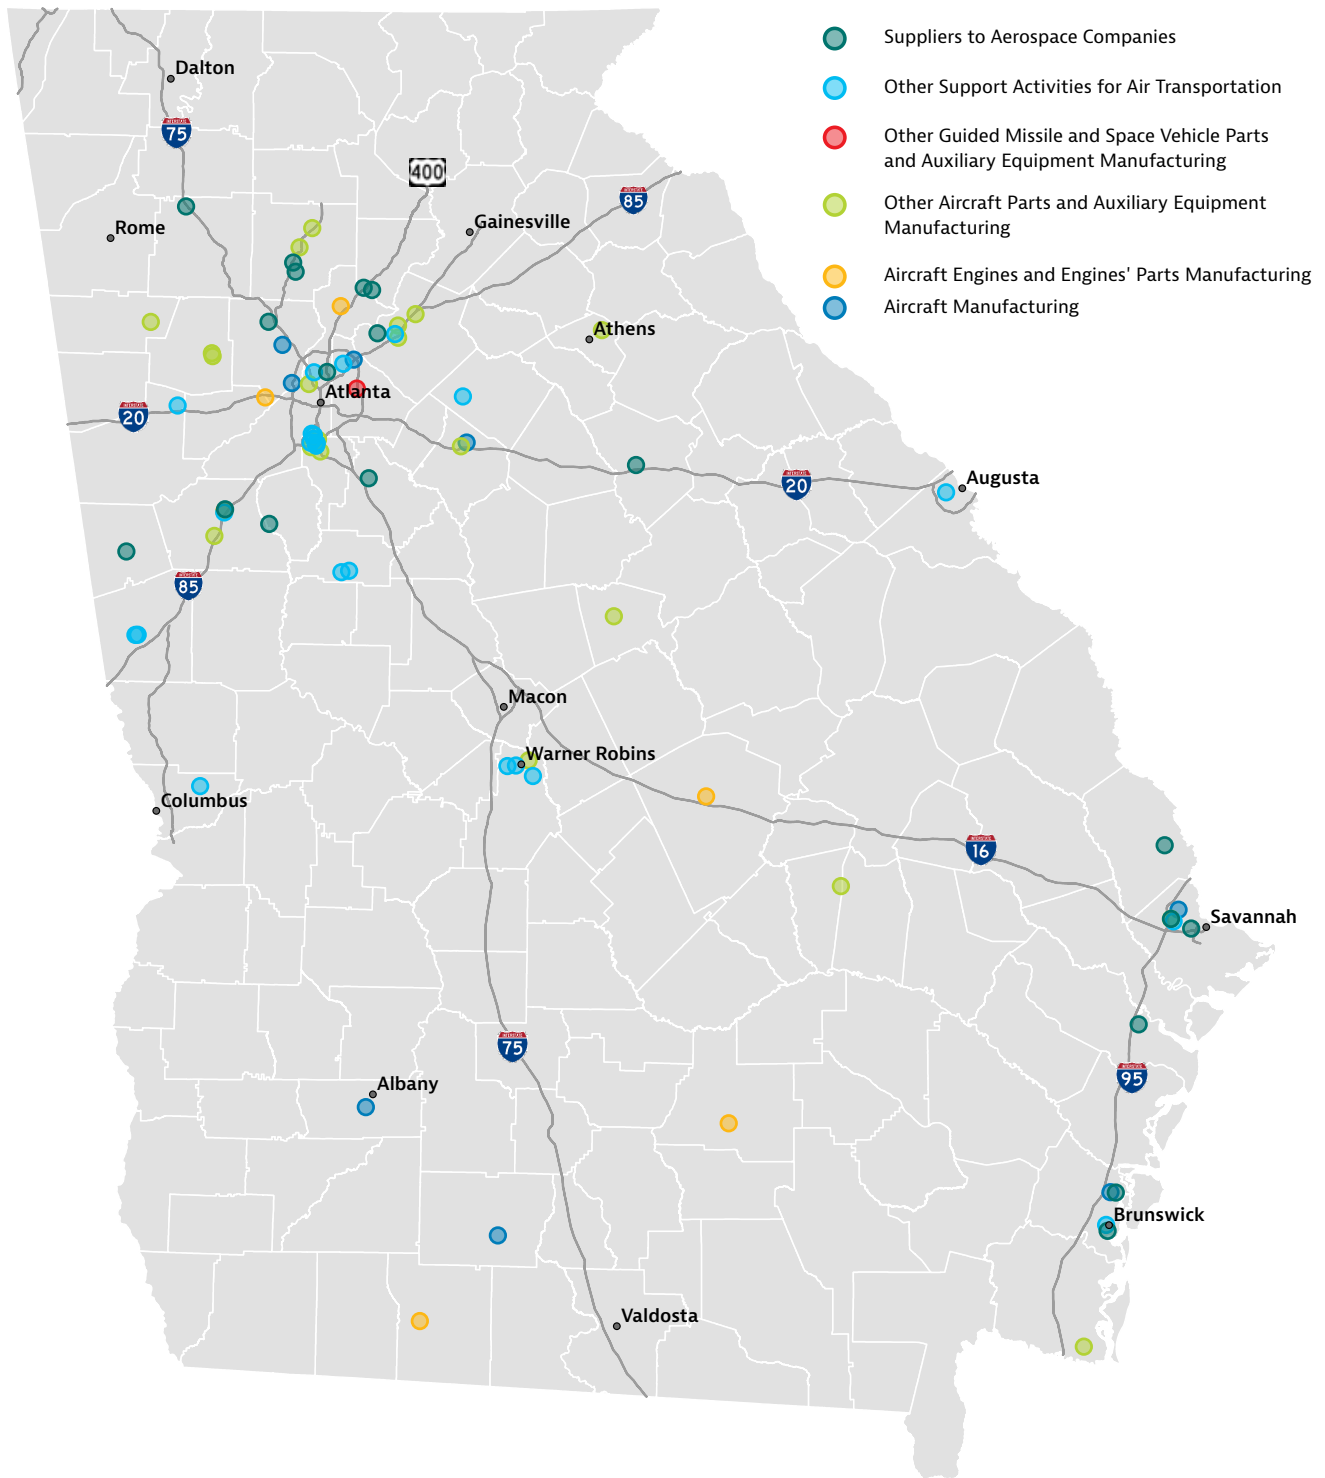 Suppliers to Aerospace Companies
Other Support Activities for Air Transportation
Other Guided Missile and Space Vehicle Parts
and Auxiliary Equipment Manufacturing
Other Aircraft Parts and Auxiliary Equipment
Manufacturing
Aircraft Engines and Engines' Parts Manufacturing
Aircraft Manufacturing
Dalton
75
400
85
Rome
Gainesville
Athens
Atlanta
20
20
Augusta
85
Macon
Warner Robins
Columbus
16
Savannah
75
95
Albany
Brunswick
Valdosta